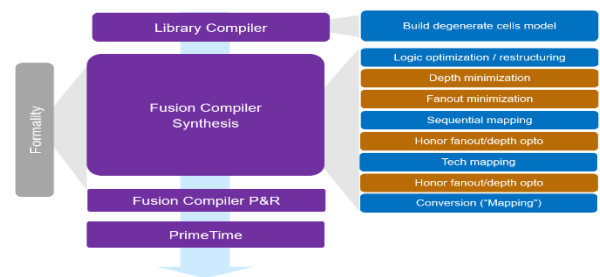 Library Compiler
Build degenerate cells model
Formality
Fusion Compiler
Synthesis
Logic optimization / restructuring
Depth minimization
Fanout minimization
Sequential mapping
Honor fanout/depth opto
Tech mapping
Honor fanout/depth opto
Conversion ("Mapping")
Fusion Compiler P&R
PrimeTime